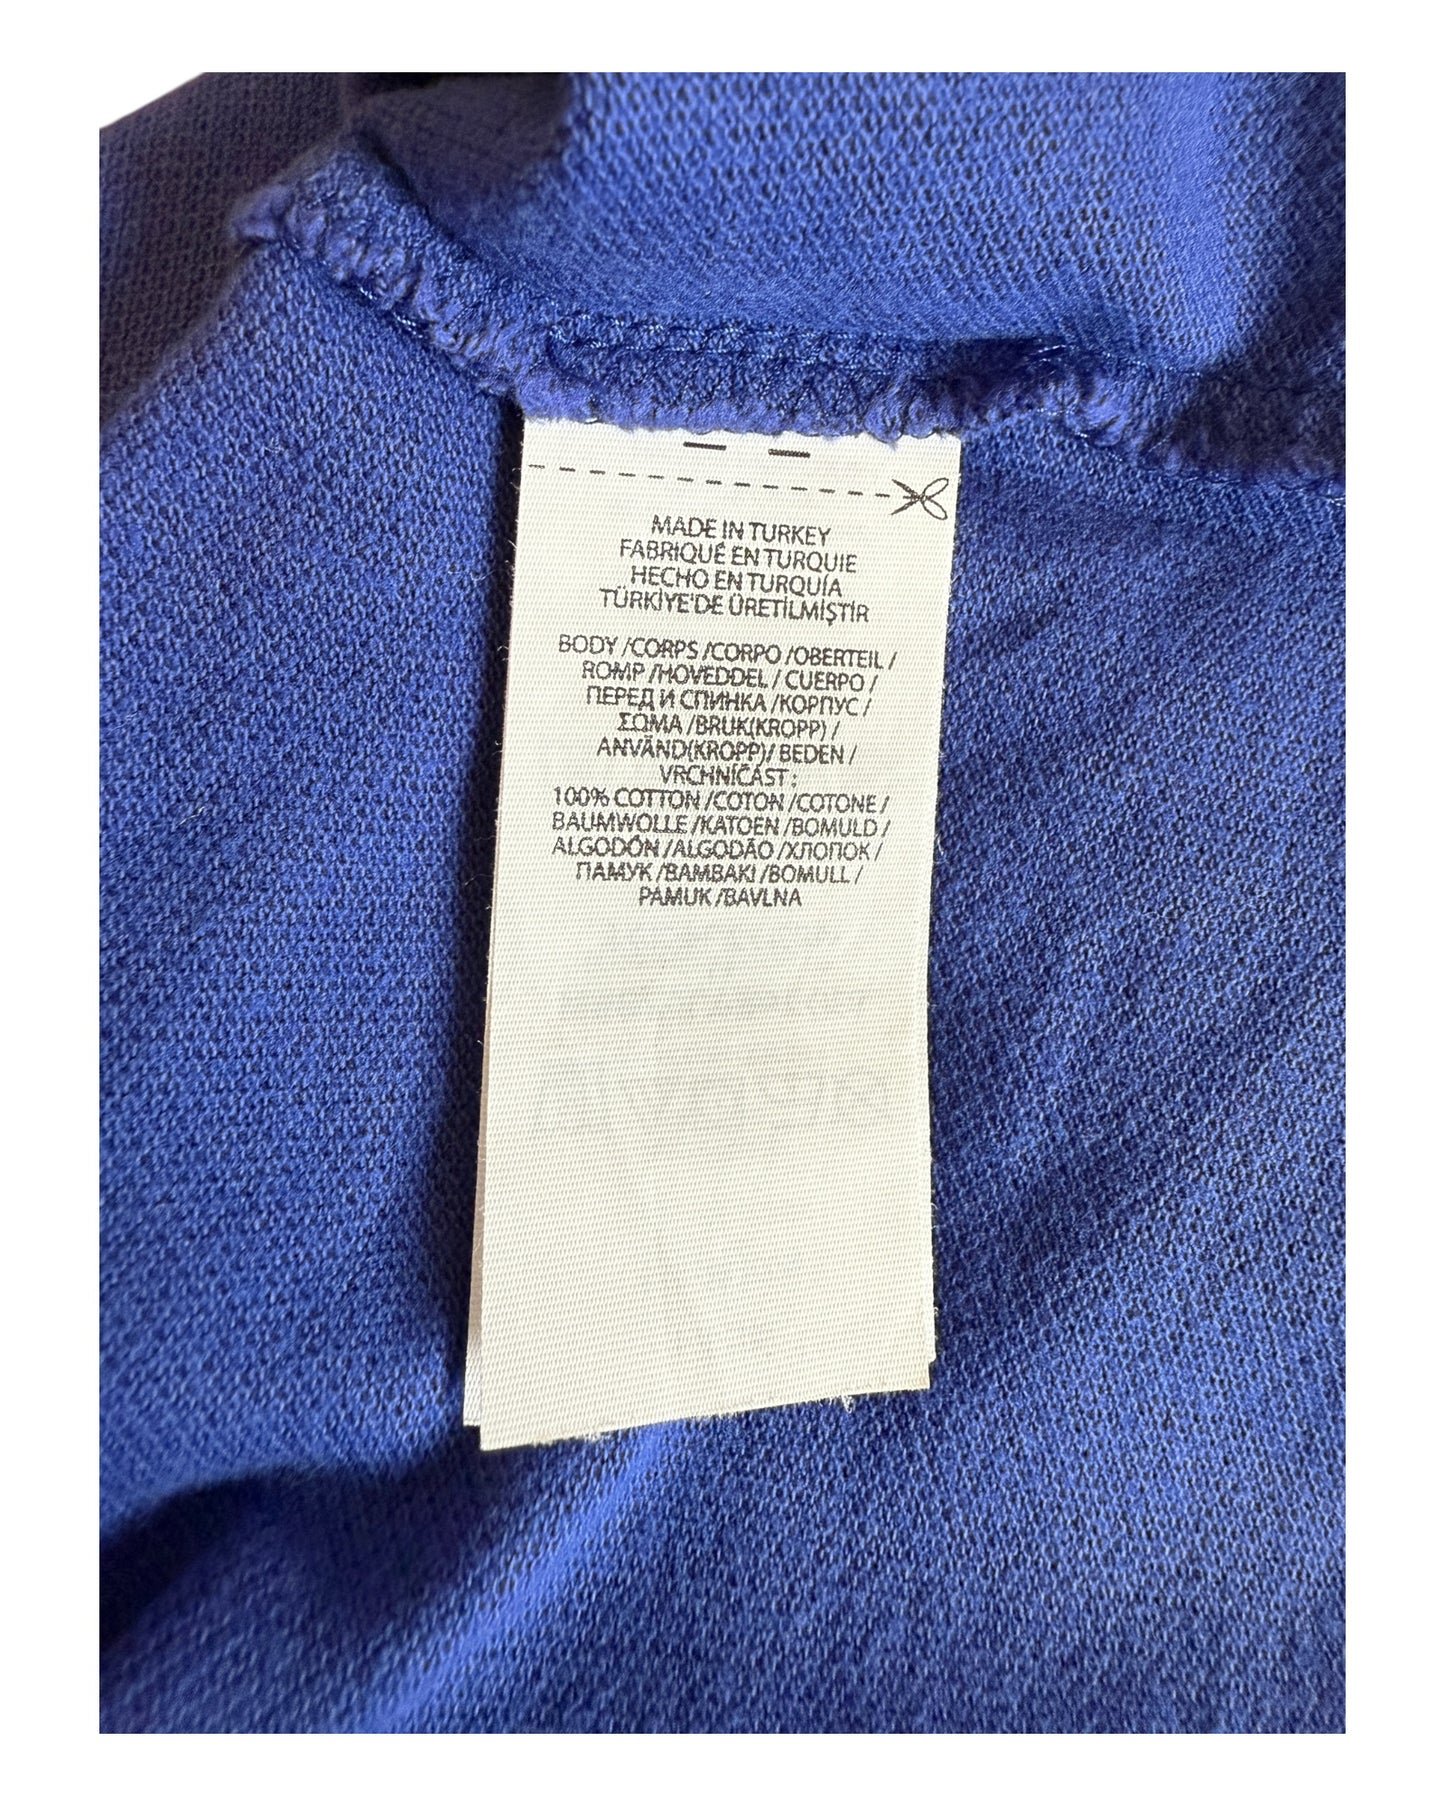 MADE IN TURKEY
FABRIQUÉ EN TURQUIE
HECHO EN TURQUÍA
TÜRKİYE'DE ÜRETİLMİŞTİR
BODY /CORPS /CORPO /OBERTEIL /
ROMP /HOVEDDEL / CUERPO /
ПЕРЕД И СПИНКА /КОРПУС /
ΣΩΜΑ /BRUK(KROPP) /
ANVÄND(KROPP)/ BEDEN /
VRCHNÍČÁST :
100% COTTON /COTON /COTONE /
BAUMWOLLE /KATOEN /BOMULD /
ALGODÓN /ALGODÃO /ХЛОПОК /
ПАМУК /ΒΑΜΒΑΚΙ /BOMULL /
PAMUK /BAVLNA